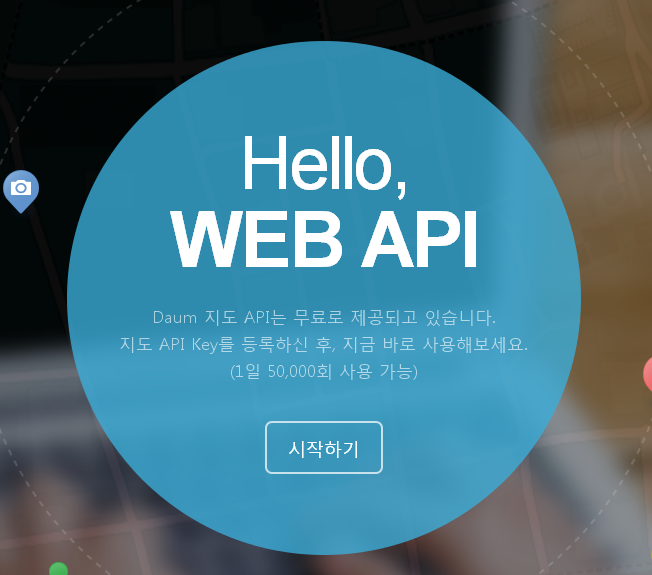 Hello,
WEB API
Daum 지도 API는 무료로 제공되고 있습니다.
지도 API Key를 등록하신 후, 지금 바로 사용해보세요.
(1일 50,000회 사용 가능)
시작하기